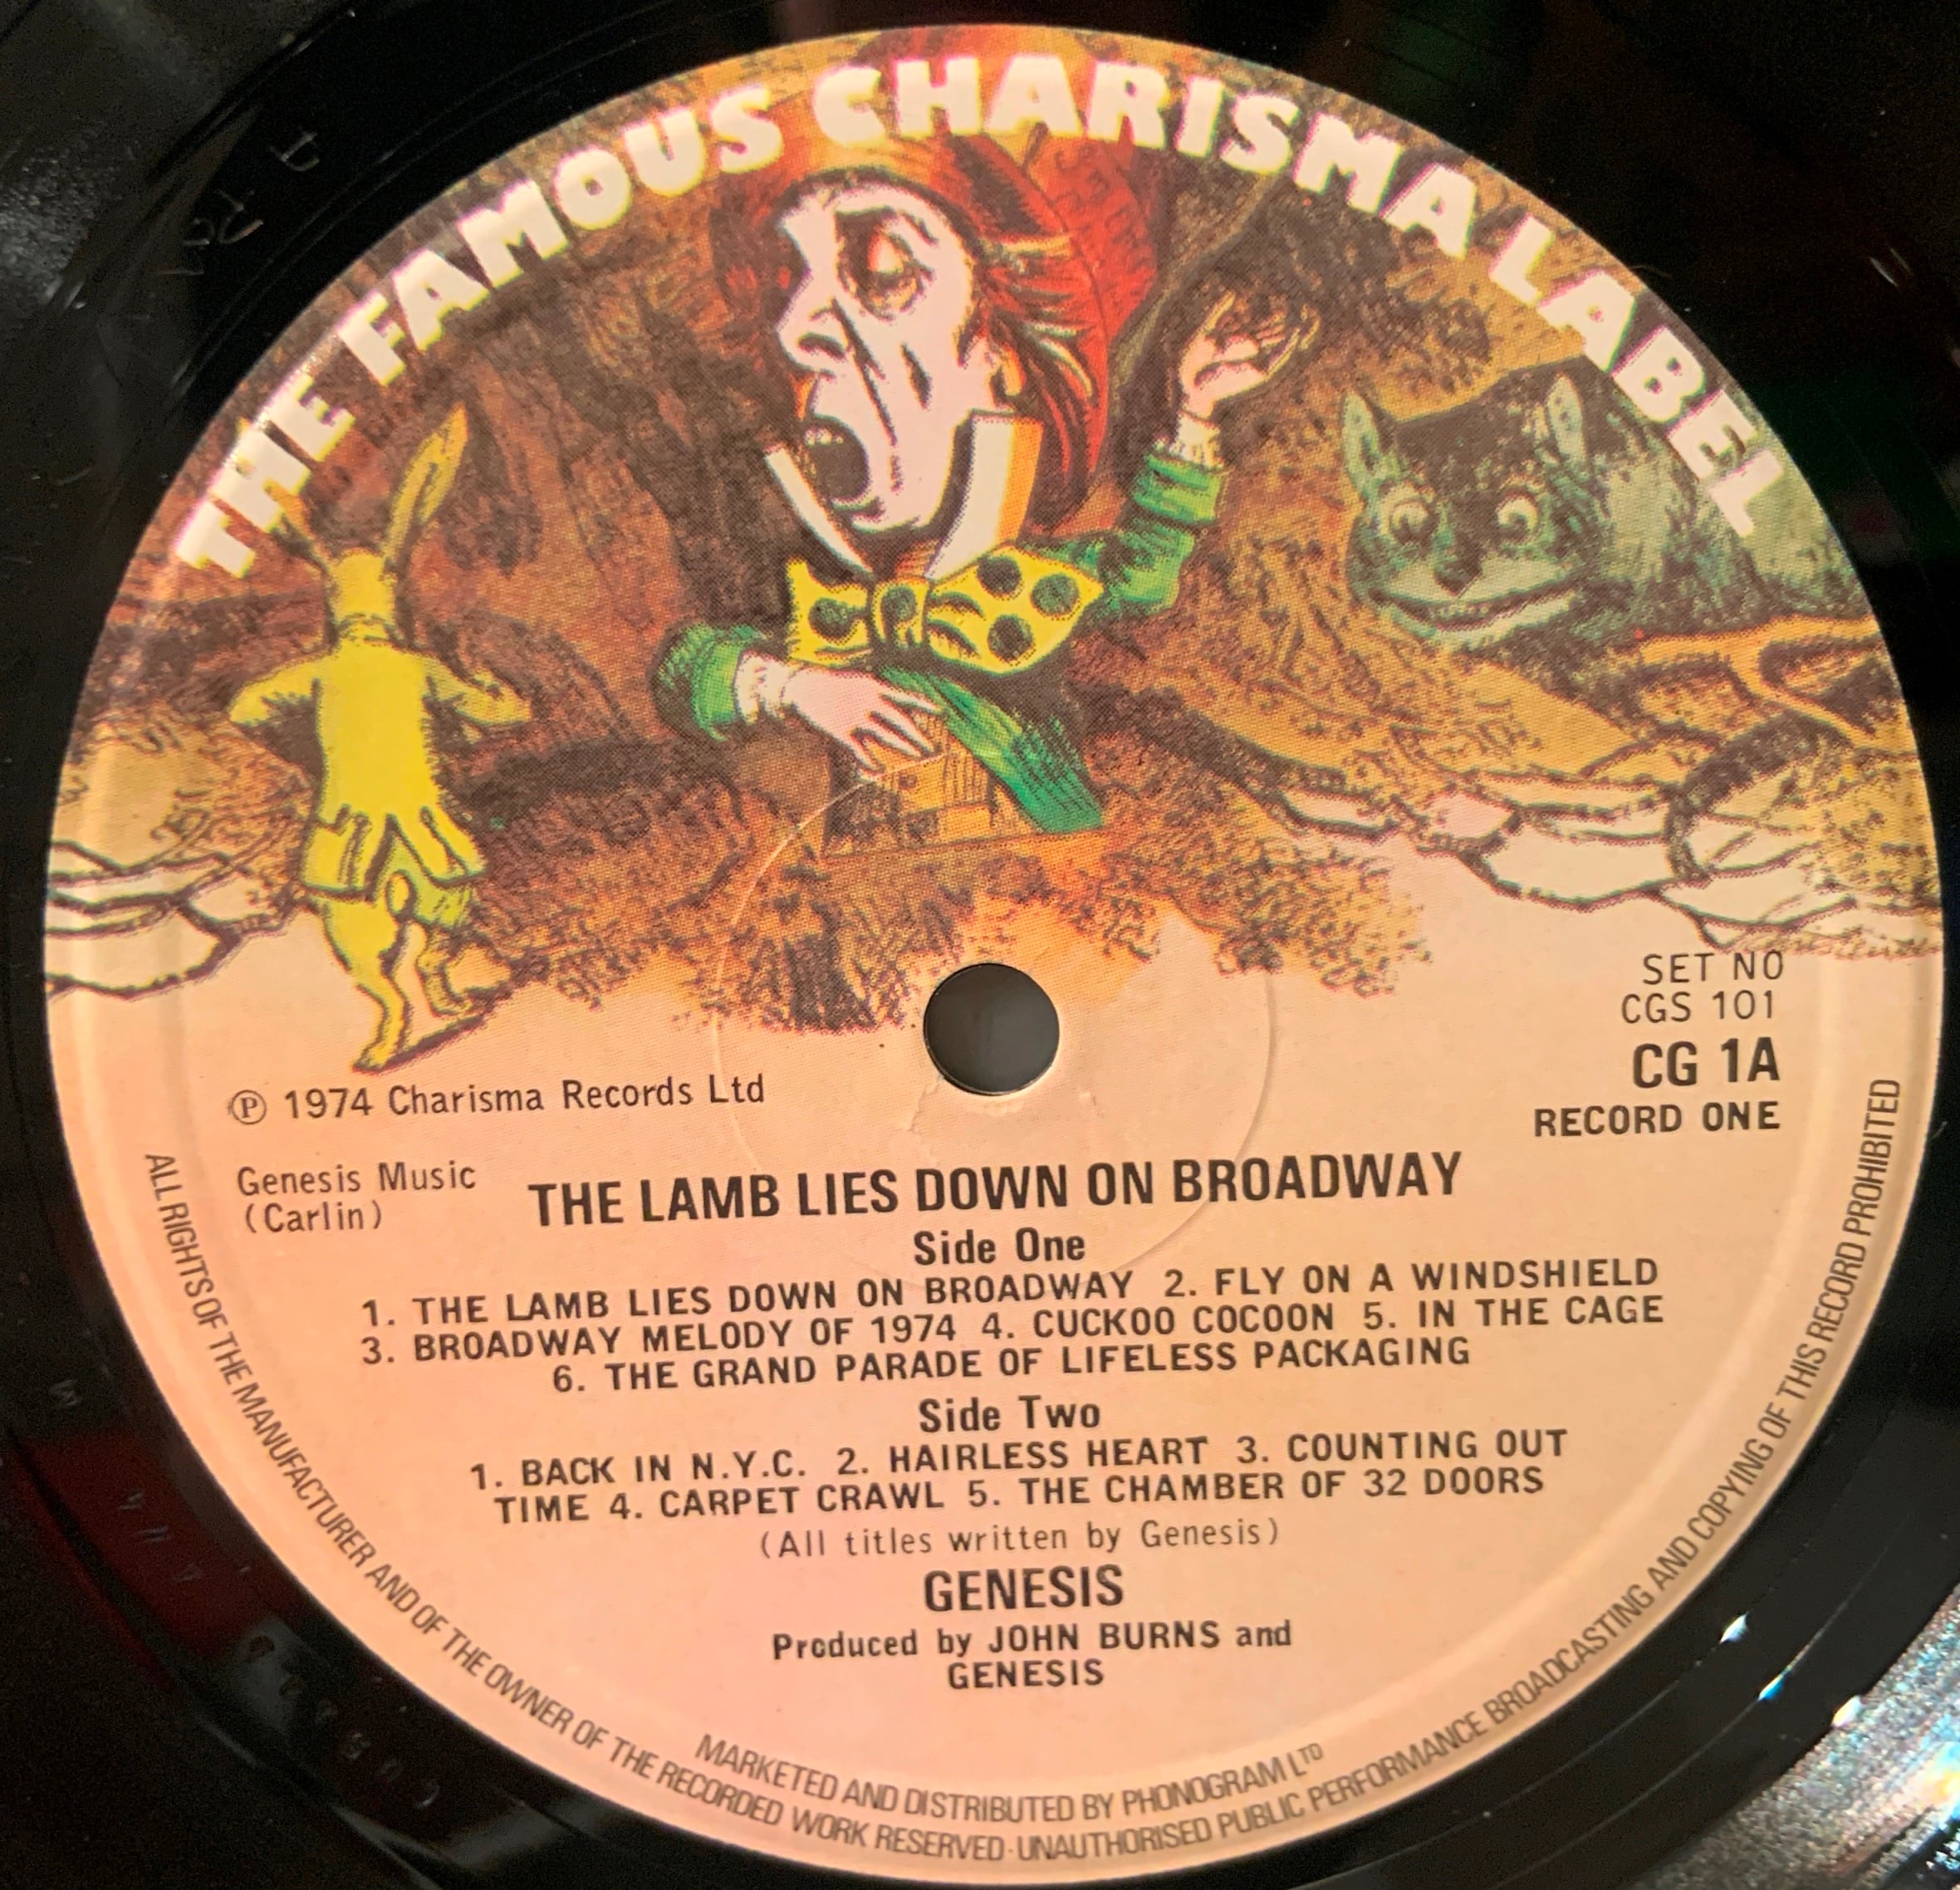 THE FAMOUS CHARISMA LABEL
SET NO
CGS 101
CG 1A
RECORD ONE
℗ 1974 Charisma Records Ltd
Genesis Music
(Carlin)
THE LAMB LIES DOWN ON BROADWAY
Side One
1. THE LAMB LIES DOWN ON BROADWAY 2. FLY ON A WINDSHIELD
3. BROADWAY MELODY OF 1974 4. CUCKOO COCOON 5. IN THE CAGE
6. THE GRAND PARADE OF LIFELESS PACKAGING
Side Two
1. BACK IN N.Y.C. 2. HAIRLESS HEART 3. COUNTING OUT
TIME 4. CARPET CRAWL 5. THE CHAMBER OF 32 DOORS
(All titles written by Genesis)
GENESIS
Produced by JOHN BURNS and
GENESIS
MARKETED AND DISTRIBUTED BY PHONOGRAM LTD
ALL RIGHTS OF THE MANUFACTURER AND OF THE OWNER OF THE RECORDED WORK RESERVED · UNAUTHORISED PUBLIC PERFORMANCE BROADCASTING AND COPYING OF THIS RECORD PROHIBITED